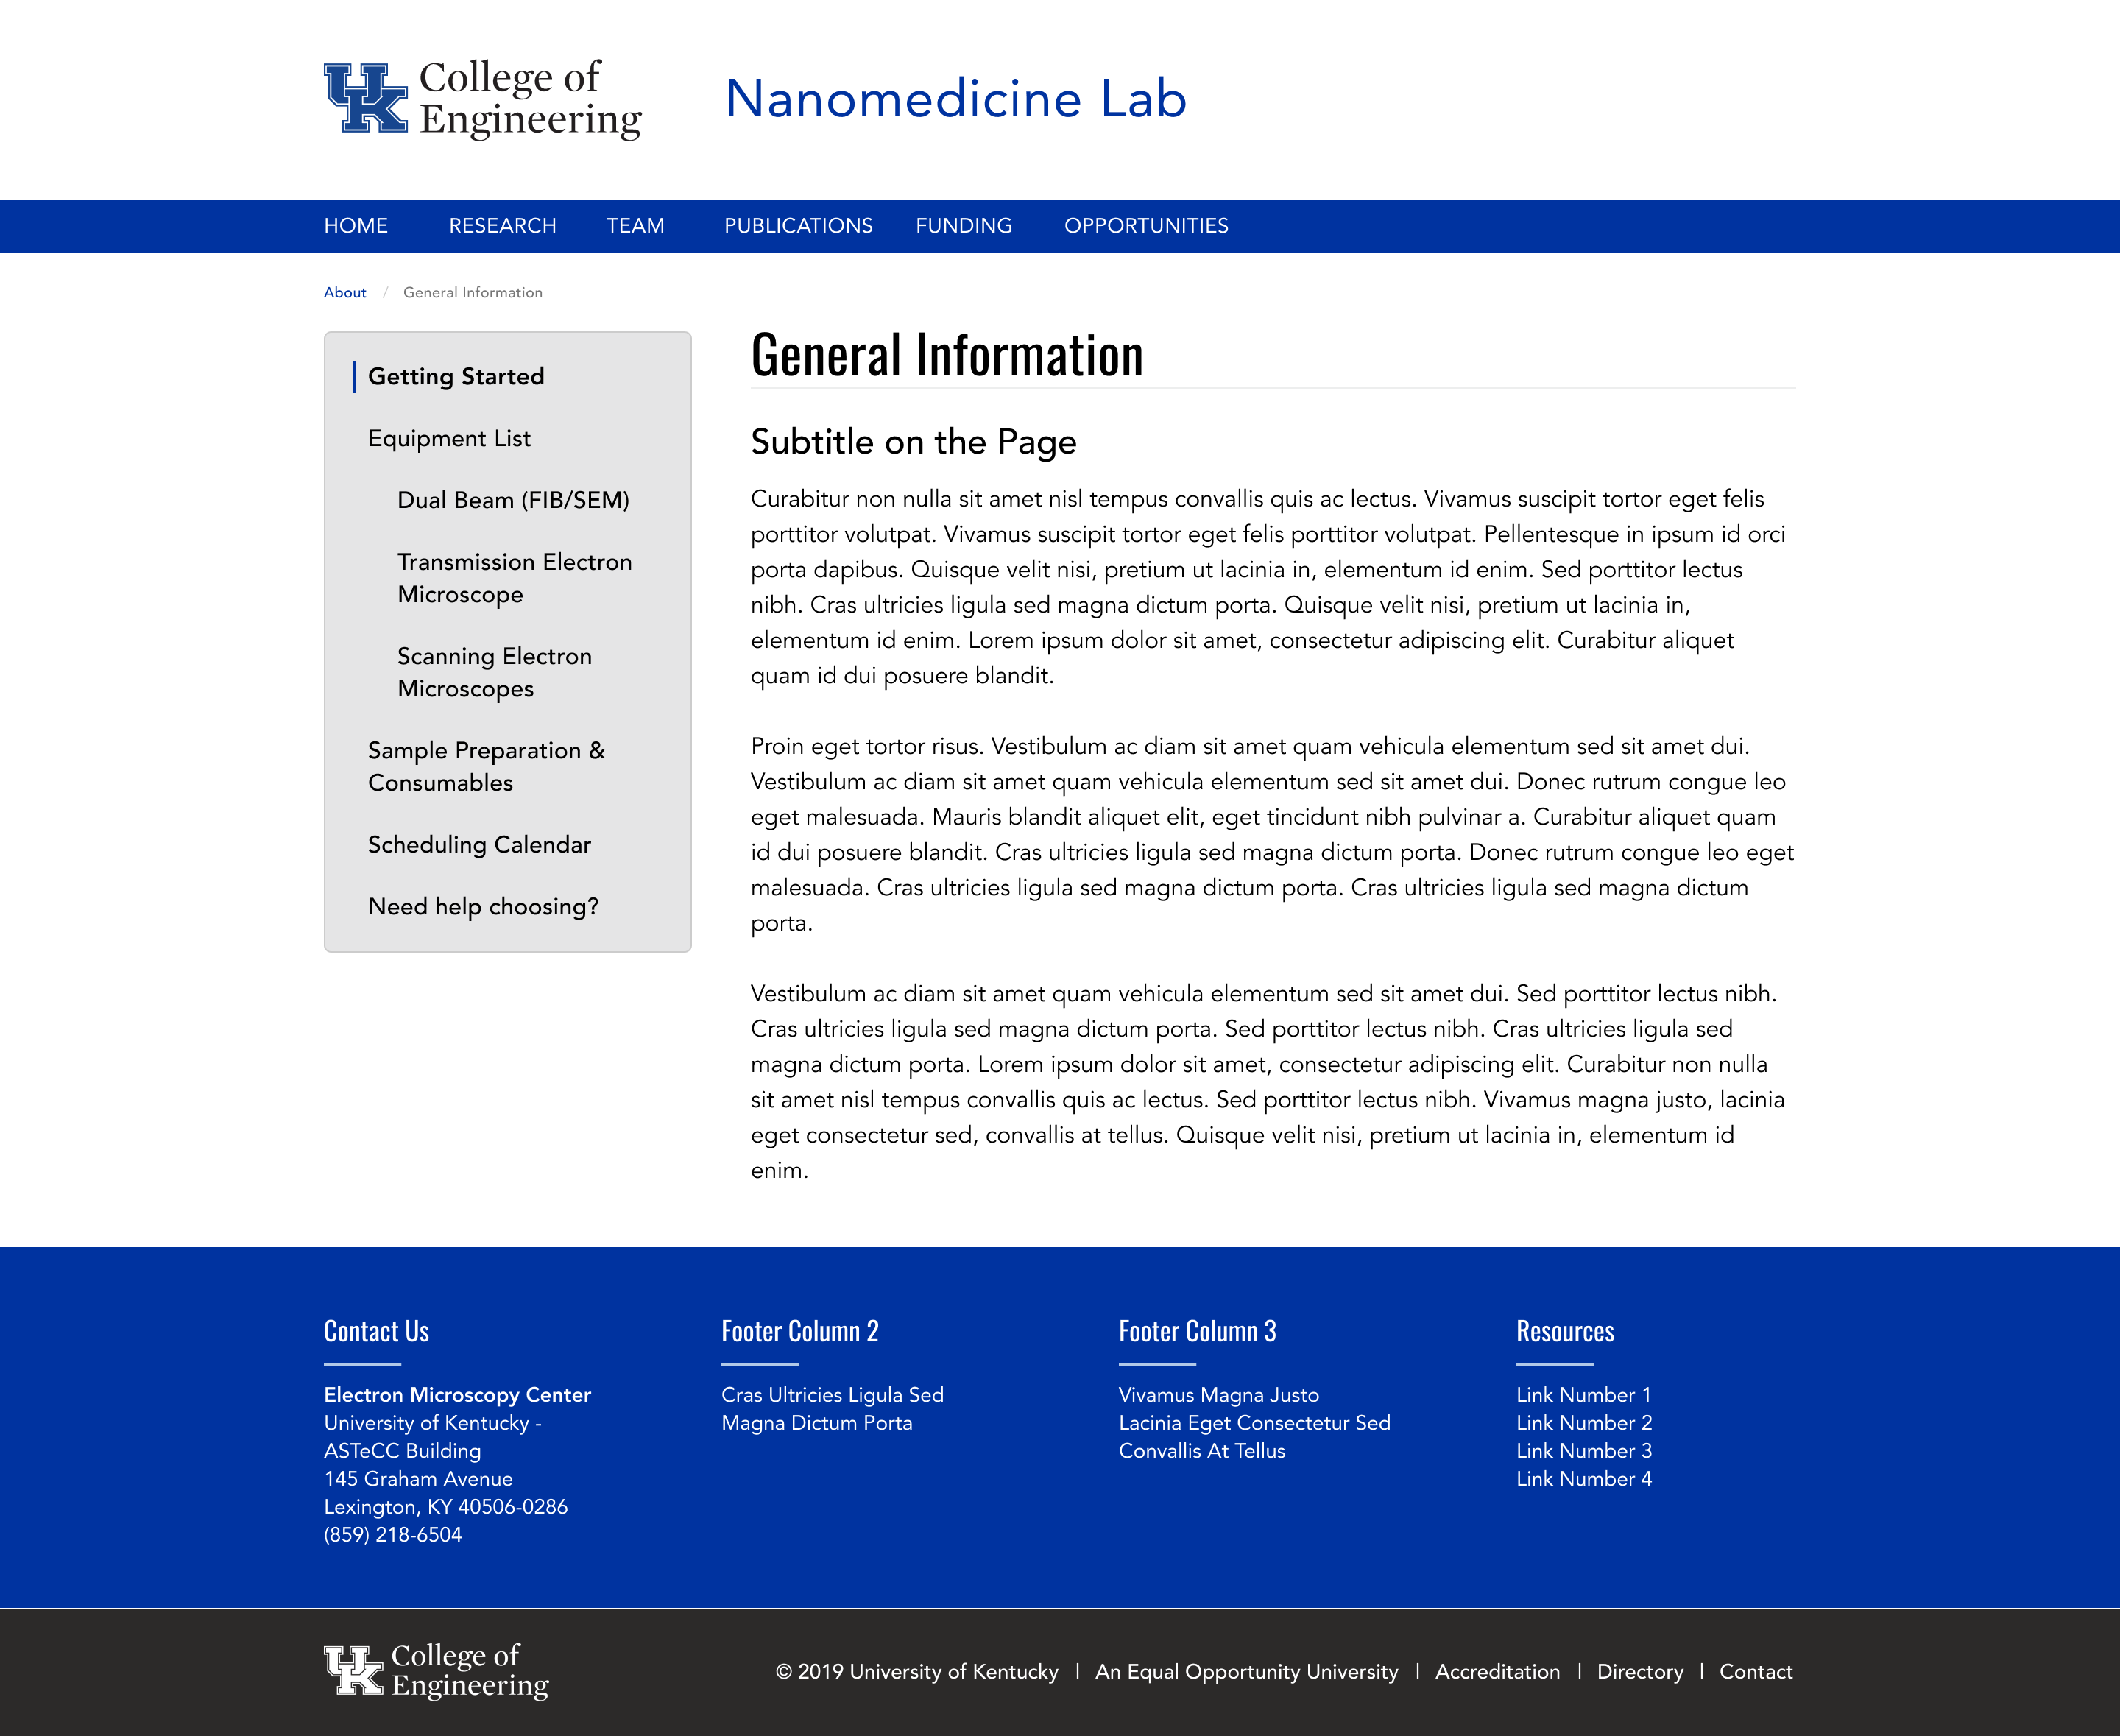 UK College of
Engineering
Nanomedicine Lab
HOME RESEARCH TEAM PUBLICATIONS FUNDING OPPORTUNITIES
About / General Information
Getting Started
Equipment List
Dual Beam (FIB/SEM)
Transmission Electron
Microscope
Scanning Electron
Microscopes
Sample Preparation &
Consumables
Scheduling Calendar
Need help choosing?
General Information
Subtitle on the Page
Curabitur non nulla sit amet nisl tempus convallis quis ac lectus. Vivamus suscipit tortor eget felis
porttitor volutpat. Vivamus suscipit tortor eget felis porttitor volutpat. Pellentesque in ipsum id orci
porta dapibus. Quisque velit nisi, pretium ut lacinia in, elementum id enim. Sed porttitor lectus
nibh. Cras ultricies ligula sed magna dictum porta. Quisque velit nisi, pretium ut lacinia in,
elementum id enim. Lorem ipsum dolor sit amet, consectetur adipiscing elit. Curabitur aliquet
quam id dui posuere blandit.
Proin eget tortor risus. Vestibulum ac diam sit amet quam vehicula elementum sed sit amet dui.
Vestibulum ac diam sit amet quam vehicula elementum sed sit amet dui. Donec rutrum congue leo
eget malesuada. Mauris blandit aliquet elit, eget tincidunt nibh pulvinar a. Curabitur aliquet quam
id dui posuere blandit. Cras ultricies ligula sed magna dictum porta. Donec rutrum congue leo eget
malesuada. Cras ultricies ligula sed magna dictum porta. Cras ultricies ligula sed magna dictum
porta.
Vestibulum ac diam sit amet quam vehicula elementum sed sit amet dui. Sed porttitor lectus nibh.
Cras ultricies ligula sed magna dictum porta. Sed porttitor lectus nibh. Cras ultricies ligula sed
magna dictum porta. Lorem ipsum dolor sit amet, consectetur adipiscing elit. Curabitur non nulla
sit amet nisl tempus convallis quis ac lectus. Sed porttitor lectus nibh. Vivamus magna justo, lacinia
eget consectetur sed, convallis at tellus. Quisque velit nisi, pretium ut lacinia in, elementum id
enim.
Contact Us
Electron Microscopy Center
University of Kentucky -
ASTeCC Building
145 Graham Avenue
Lexington, KY 40506-0286
(859) 218-6504
Footer Column 2
Cras Ultricies Ligula Sed
Magna Dictum Porta
Footer Column 3
Vivamus Magna Justo
Lacinia Eget Consectetur Sed
Convallis At Tellus
Resources
Link Number 1
Link Number 2
Link Number 3
Link Number 4
UK College of
Engineering
© 2019 University of Kentucky | An Equal Opportunity University | Accreditation | Directory | Contact